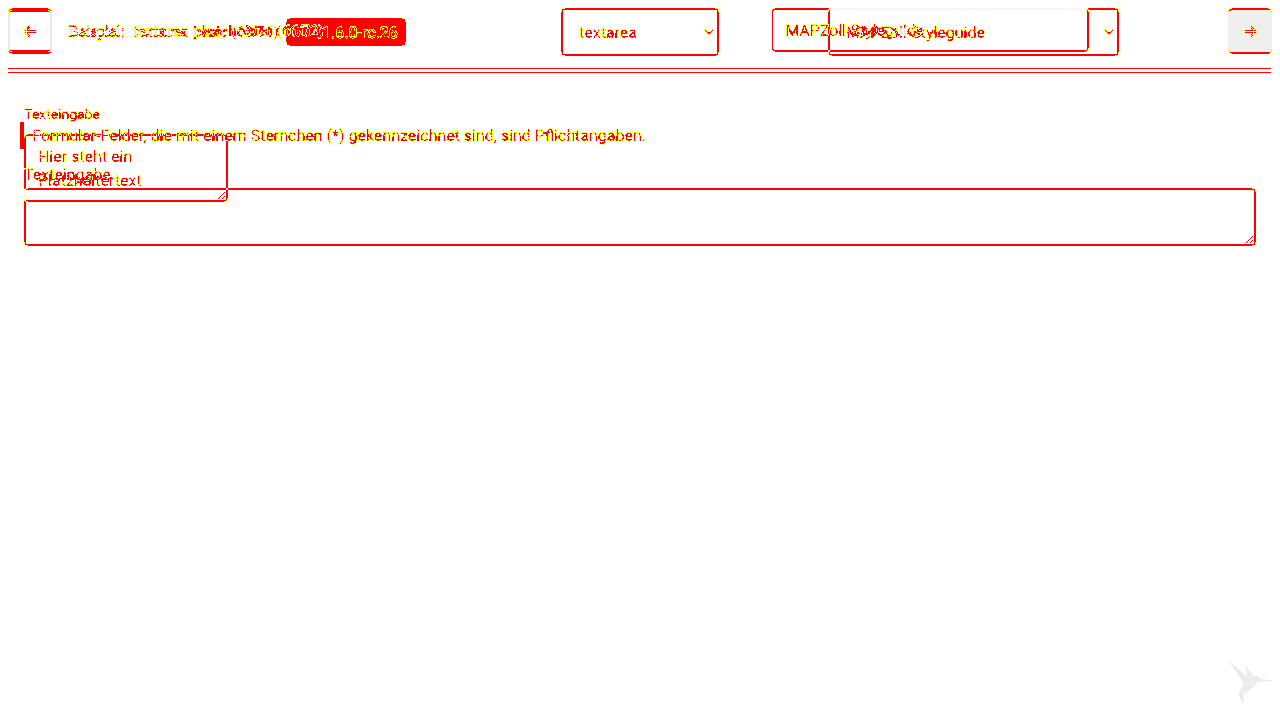 ⇐ Beispiel: textarea 1.6.0-rc.26 textarea MAPZoll-Styleguide ⇒
Texteingabe
Formular-Felder, die mit einem Sternchen (*) gekennzeichnet sind, sind Pflichtangaben.
Hier steht ein
Texteingabe
Platzhaltertext